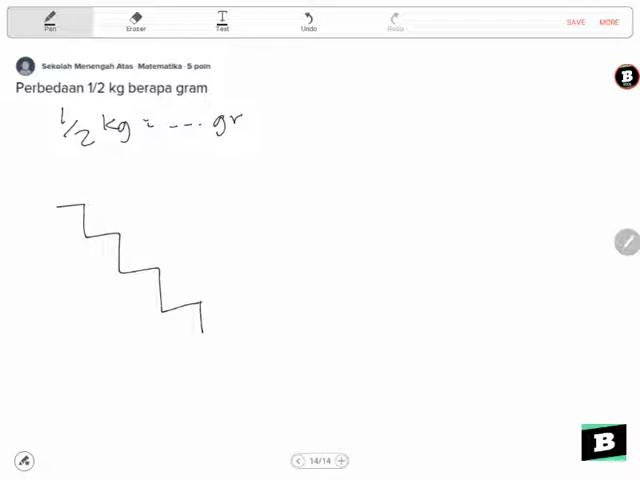 Pen Eraser Text Undo Redo SAVE MORE
Sekolah Menengah Atas · Matematika · 5 poin
Perbedaan 1/2 kg berapa gram
1/2 kg = ... gr
B
B
14/14